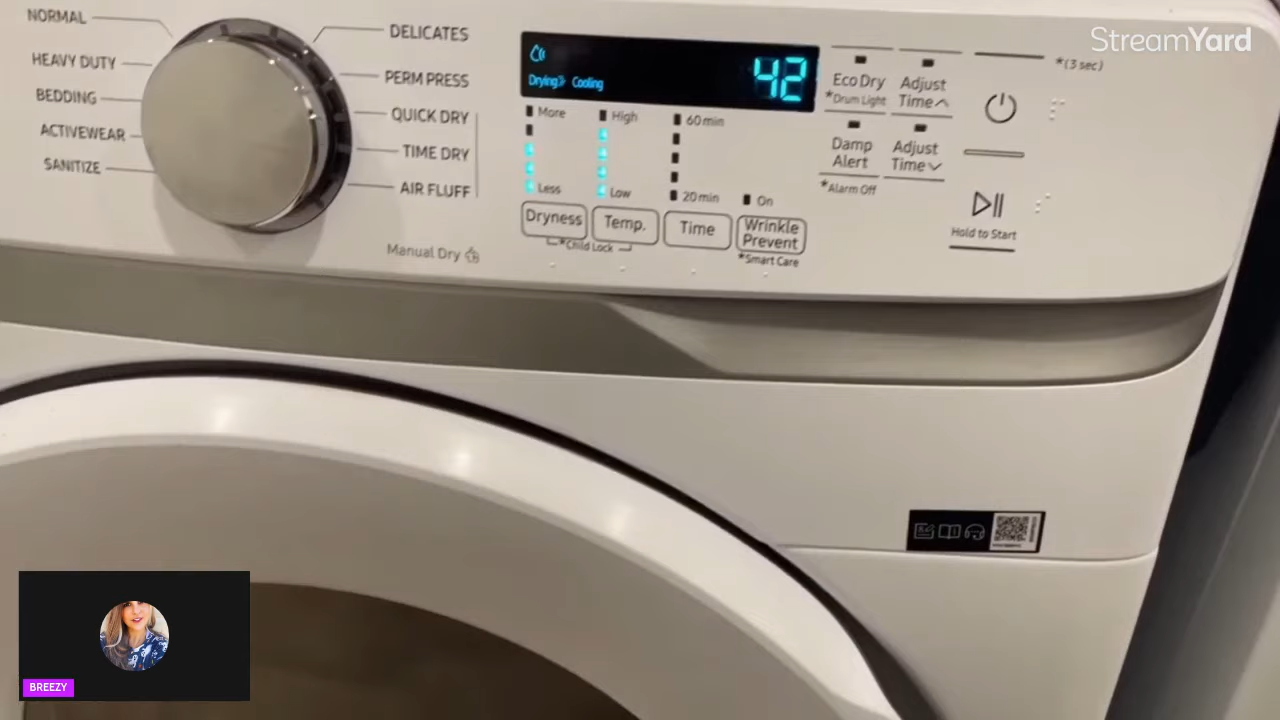 NORMAL
HEAVY DUTY
BEDDING
ACTIVEWEAR
SANITIZE
DELICATES
PERM PRESS
QUICK DRY
TIME DRY
AIR FLUFF
Manual Dry
Drying
Cooling
42
More
Less
High
Low
60 min
20 min
On
Dryness
Temp.
Time
Wrinkle
Prevent
*Child Lock
*Smart Care
Eco Dry
*Drum Light
Adjust
Time
Damp
Alert
*Alarm Off
Adjust
Time
*(3 sec)
Hold to Start
StreamYard
BREEZY